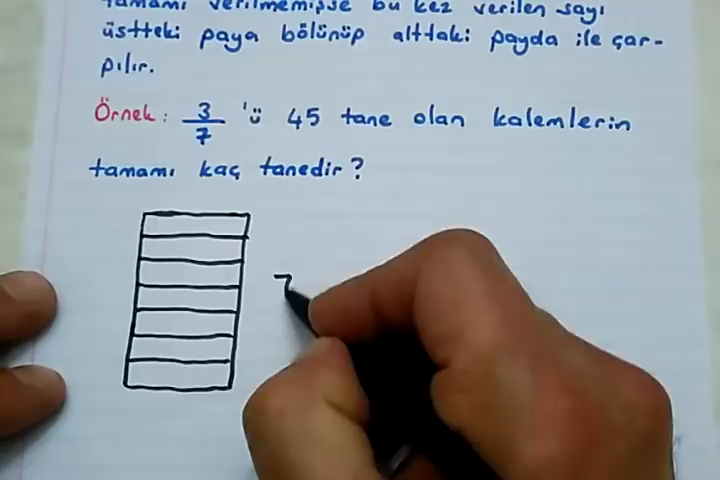 tamamı verilmemişse bu kez verilen sayı
üstteki paya bölünüp alttaki payda ile çar-
pılır.
Örnek: 3/7 'ü 45 tane olan kalemlerin
tamamı kaç tanedir?
7